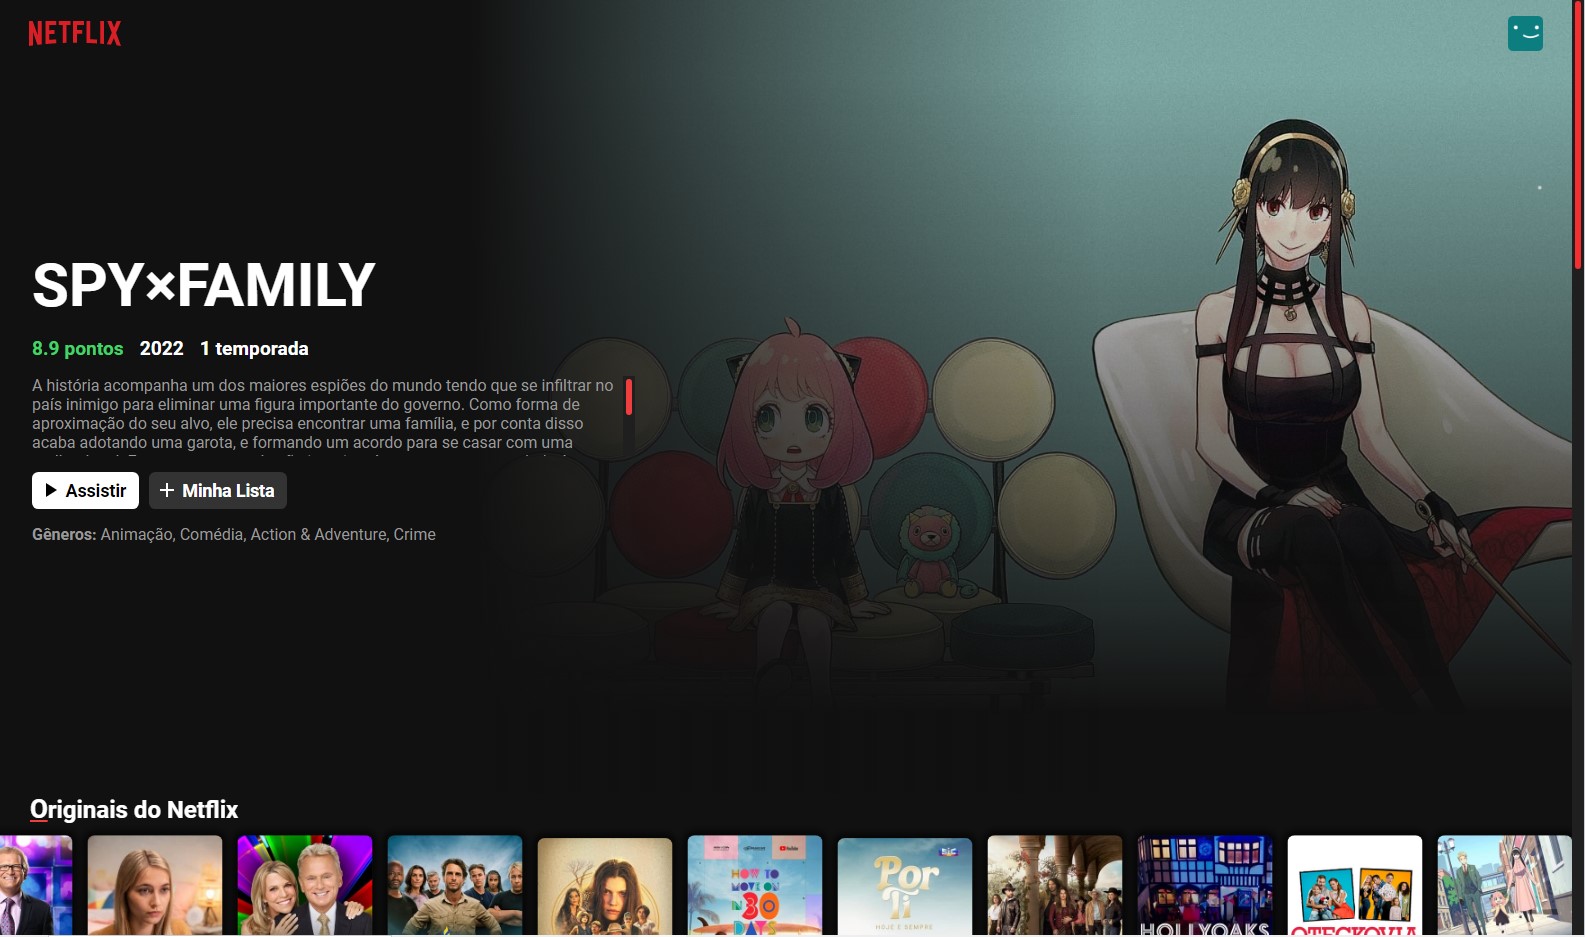 NETFLIX
SPY×FAMILY
8.9 pontos 2022 1 temporada
A história acompanha um dos maiores espiões do mundo tendo que se infiltrar no
país inimigo para eliminar uma figura importante do governo. Como forma de
aproximação do seu alvo, ele precisa encontrar uma família, e por conta disso
acaba adotando uma garota, e formando um acordo para se casar com uma
Assistir
Minha Lista
Gêneros: Animação, Comédia, Action & Adventure, Crime
Originais do Netflix
HOW TO
MOVE ON
IN 30
DAYS
YouTube
SIC
Por
Ti
HOJE E SEMPRE
HOLLYOAKS
OTECKOVIA